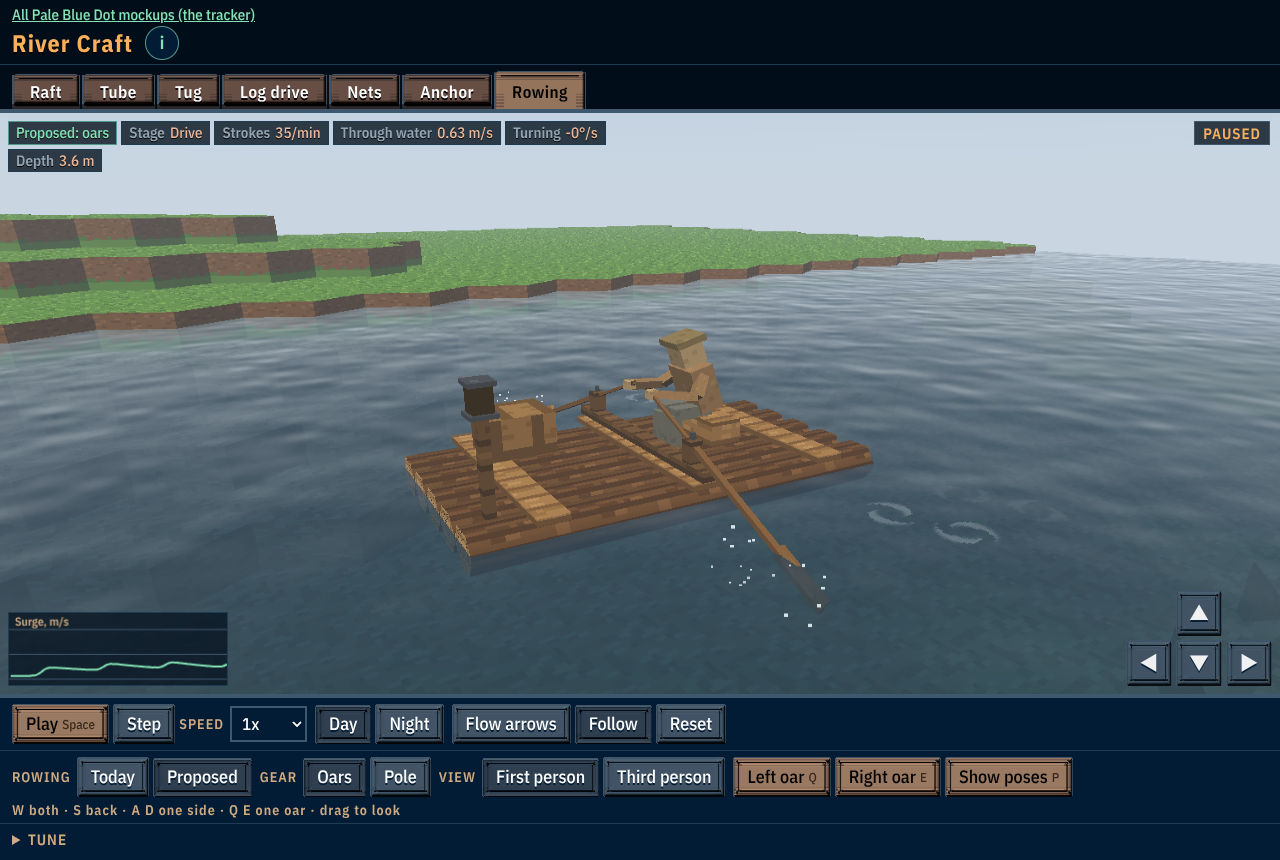 All Pale Blue Dot mockups (the tracker)
River Craft i
Raft Tube Tug Log drive Nets Anchor Rowing
Proposed: oars Stage Drive Strokes 35/min Through water 0.63 m/s Turning -0°/s PAUSED
Depth 3.6 m
Surge, m/s
Play Space Step SPEED 1x Day Night Flow arrows Follow Reset
ROWING Today Proposed GEAR Oars Pole VIEW First person Third person Left oar Q Right oar E Show poses P
W both · S back · A D one side · Q E one oar · drag to look
TUNE